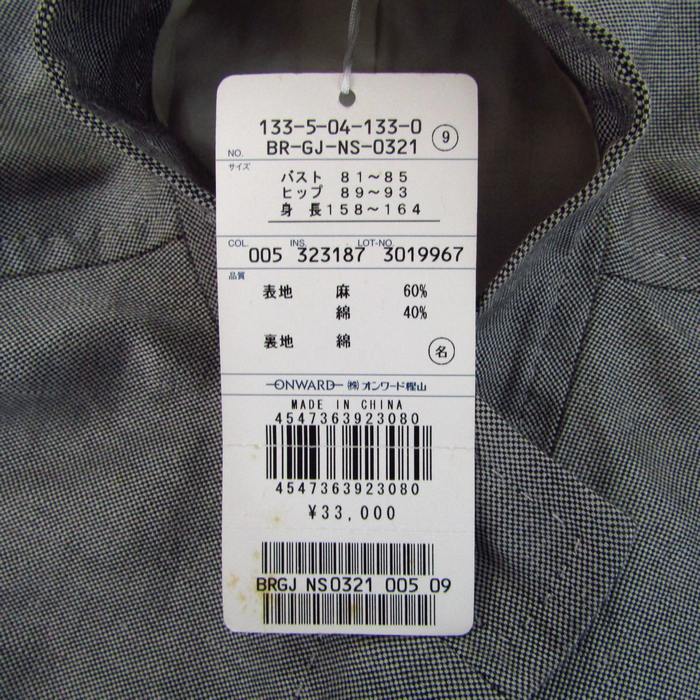 133-5-04-133-0
NO. BR-GJ-NS-0321 9
サイズ
バスト 81~85
ヒップ 89~93
身 長158~164
COL. 005 INS. 323187 LOT-NO. 3019967
品質
表地 麻 60%
綿 40%
裏地 綿
名
ONWARD ㈱オンワード樫山
MADE IN CHINA
4547363923080
4547363923080
¥33,000
BRGJ NS0321 005 09